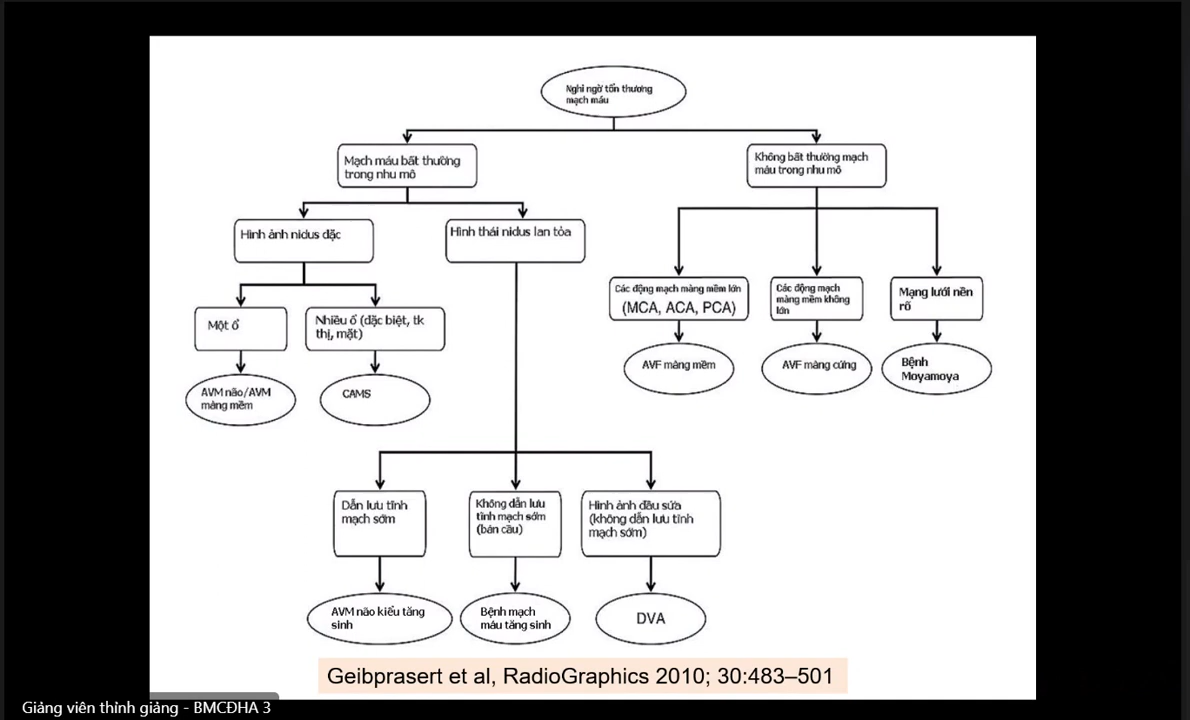 Nghi ngờ tổn thương
mạch máu
Mạch máu bất thường
trong nhu mô
Không bất thường mạch
máu trong nhu mô
Hình ảnh nidus đặc
Hình thái nidus lan tỏa
Các động mạch màng mềm lớn
(MCA, ACA, PCA)
Các động mạch
màng mềm không
lớn
Mạng lưới nền
rõ
Một ổ
Nhiều ổ (đặc biệt, tk
thị, mặt)
AVF màng mềm
AVF màng cứng
Bệnh
Moyamoya
AVM não/AVM
màng mềm
CAMS
Dẫn lưu tĩnh
mạch sớm
Không dẫn lưu
tĩnh mạch sớm
(bán cầu)
Hình ảnh đầu sứa
(không dẫn lưu tĩnh
mạch sớm)
AVM não kiểu tăng
sinh
Bệnh mạch
máu tăng sinh
DVA
Geibprasert et al, RadioGraphics 2010; 30:483–501
Giảng viên thỉnh giảng - BMCĐHA 3